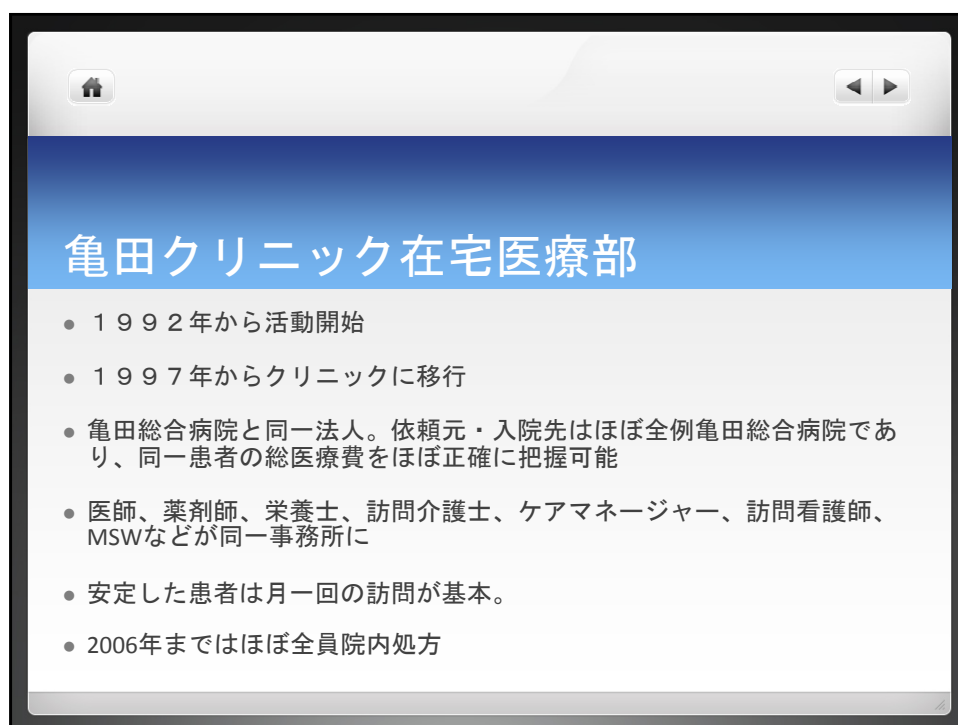 亀田クリニック在宅医療部
● １９９２年から活動開始
● １９９７年からクリニックに移行
● 亀田総合病院と同一法人。依頼元・入院先はほぼ全例亀田総合病院であ
り、同一患者の総医療費をほぼ正確に把握可能
● 医師、薬剤師、栄養士、訪問介護士、ケアマネージャー、訪問看護師、
MSWなどが同一事務所に
● 安定した患者は月一回の訪問が基本。
● 2006年まではほぼ全員院内処方